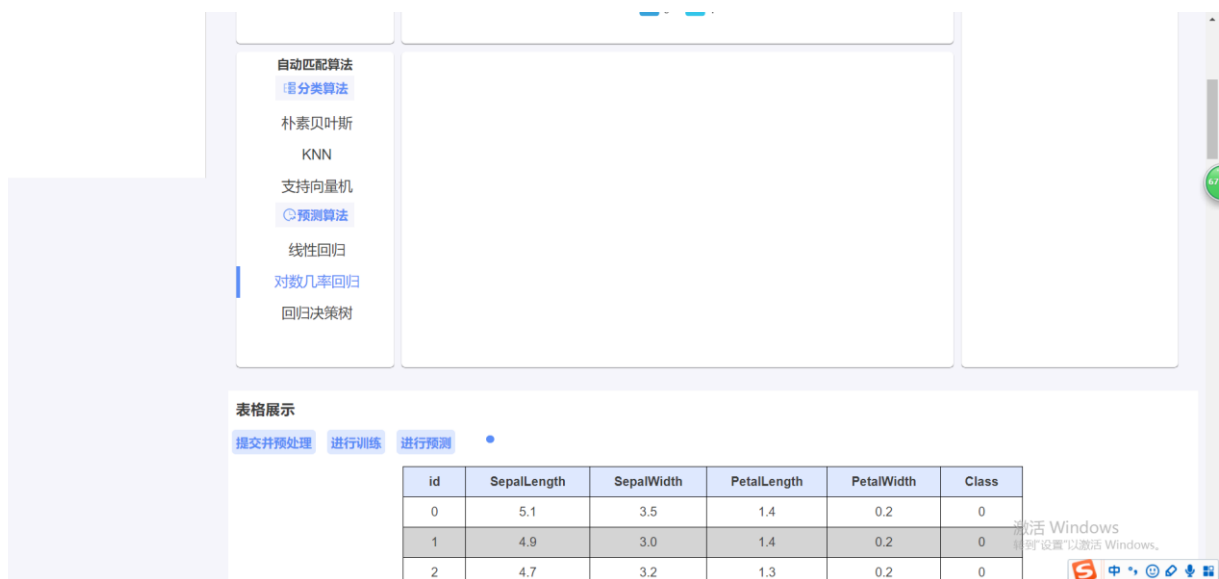 自动匹配算法
分类算法
朴素贝叶斯
KNN
支持向量机
预测算法
线性回归
对数几率回归
回归决策树
表格展示
提交并预处理 进行训练 进行预测
id SepalLength SepalWidth PetalLength PetalWidth Class
0 5.1 3.5 1.4 0.2 0
1 4.9 3.0 1.4 0.2 0
2 4.7 3.2 1.3 0.2 0
激活 Windows
转到"设置"以激活 Windows。
中
67